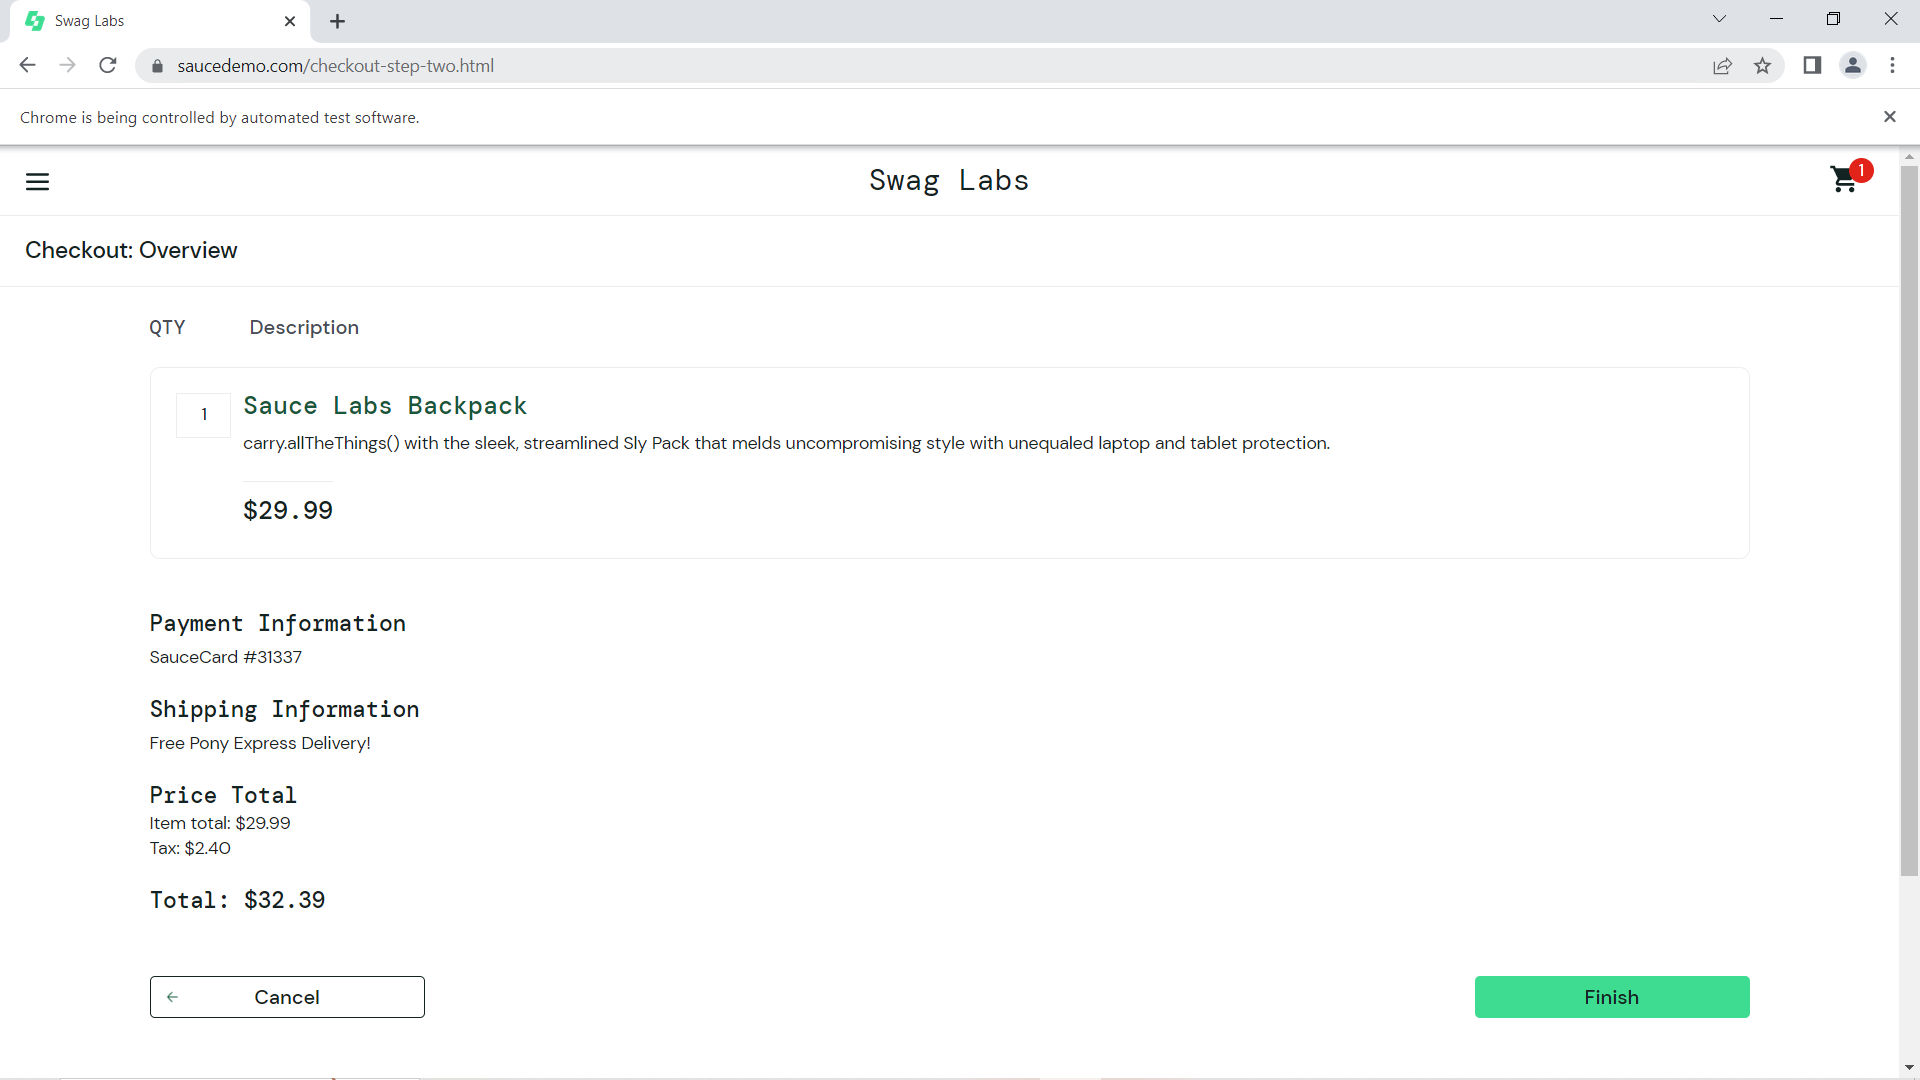 Swag Labs
saucedemo.com/checkout-step-two.html
Chrome is being controlled by automated test software.
Swag Labs
1
Checkout: Overview
QTY Description
1 Sauce Labs Backpack
carry.allTheThings() with the sleek, streamlined Sly Pack that melds uncompromising style with unequaled laptop and tablet protection.
$29.99
Payment Information
SauceCard #31337
Shipping Information
Free Pony Express Delivery!
Price Total
Item total: $29.99
Tax: $2.40
Total: $32.39
Cancel Finish